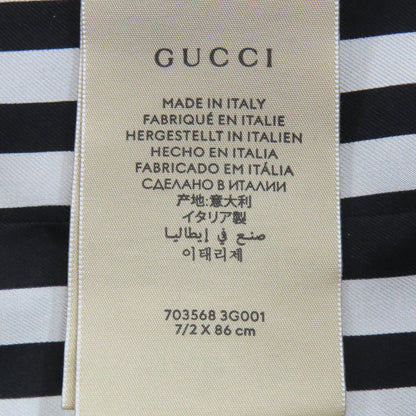 GUCCI
MADE IN ITALY
FABRIQUÉ EN ITALIE
HERGESTELLT IN ITALIEN
HECHO EN ITALIA
FABRICADO EM ITÁLIA
СДЕЛАНО В ИТАЛИИ
产地:意大利
イタリア製
صنع في إيطاليا
이태리제
703568 3G001
7/2 X 86 cm